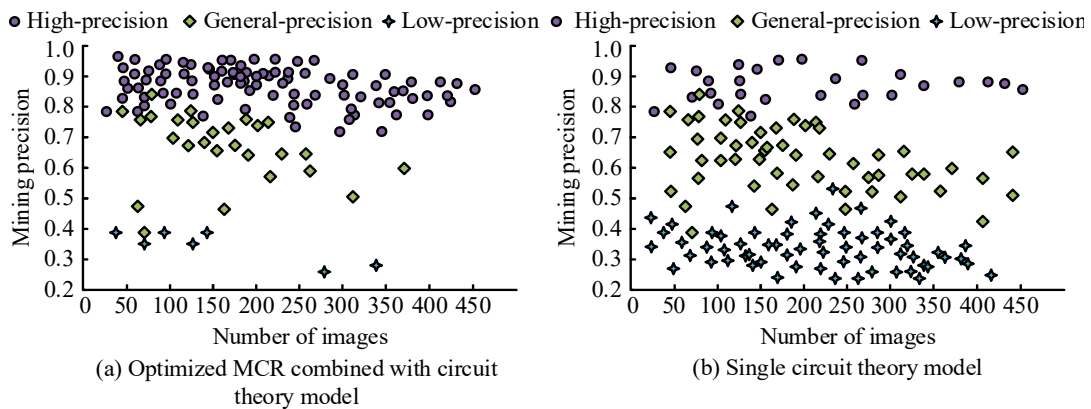 High-precision General-precision Low-precision
High-precision General-precision Low-precision
Mining precision
1.0
0.9
0.8
0.7
0.6
0.5
0.4
0.3
0.2
0 50 100 150 200 250 300 350 400 450
Number of images
(a) Optimized MCR combined with circuit
theory model
Mining precision
1.0
0.9
0.8
0.7
0.6
0.5
0.4
0.3
0.2
0 50 100 150 200 250 300 350 400 450
Number of images
(b) Single circuit theory model